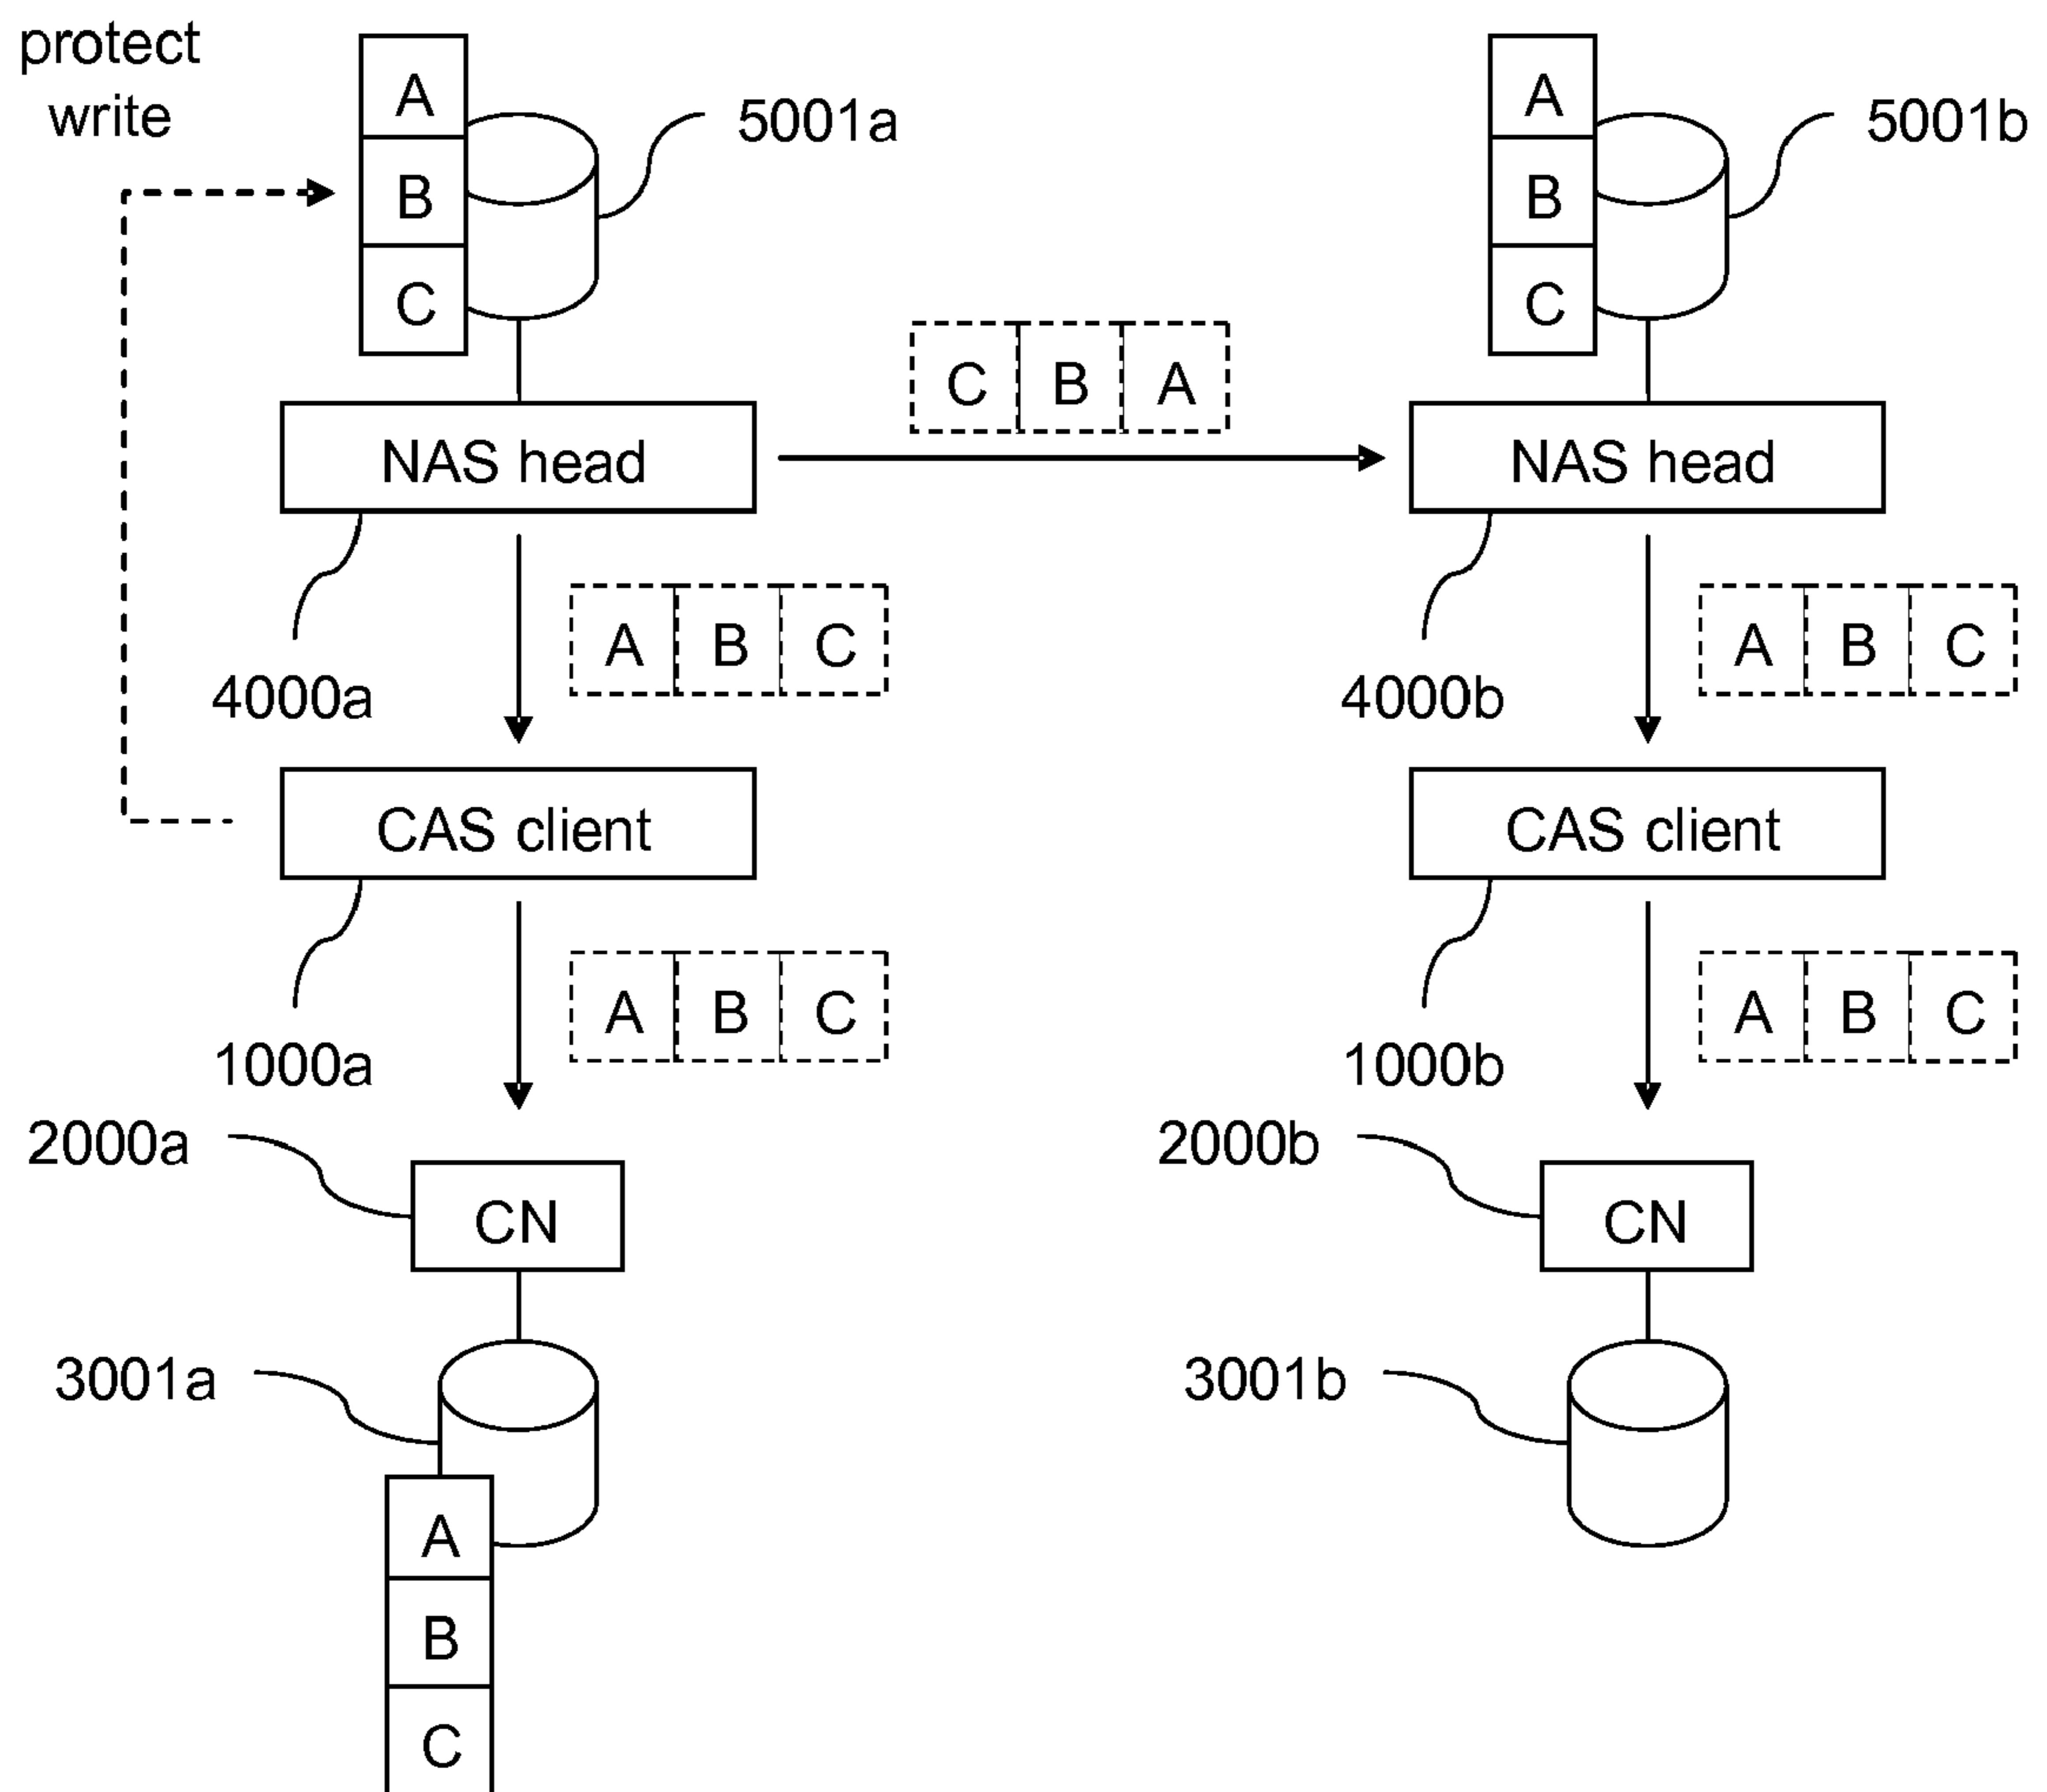 protect
write
A
B
C
5001a
A
B
C
5001b
C B A
NAS head
NAS head
A B C
A B C
4000a
4000b
CAS client
CAS client
A B C
A B C
1000a
1000b
2000a
2000b
CN
CN
3001a
3001b
A
B
C